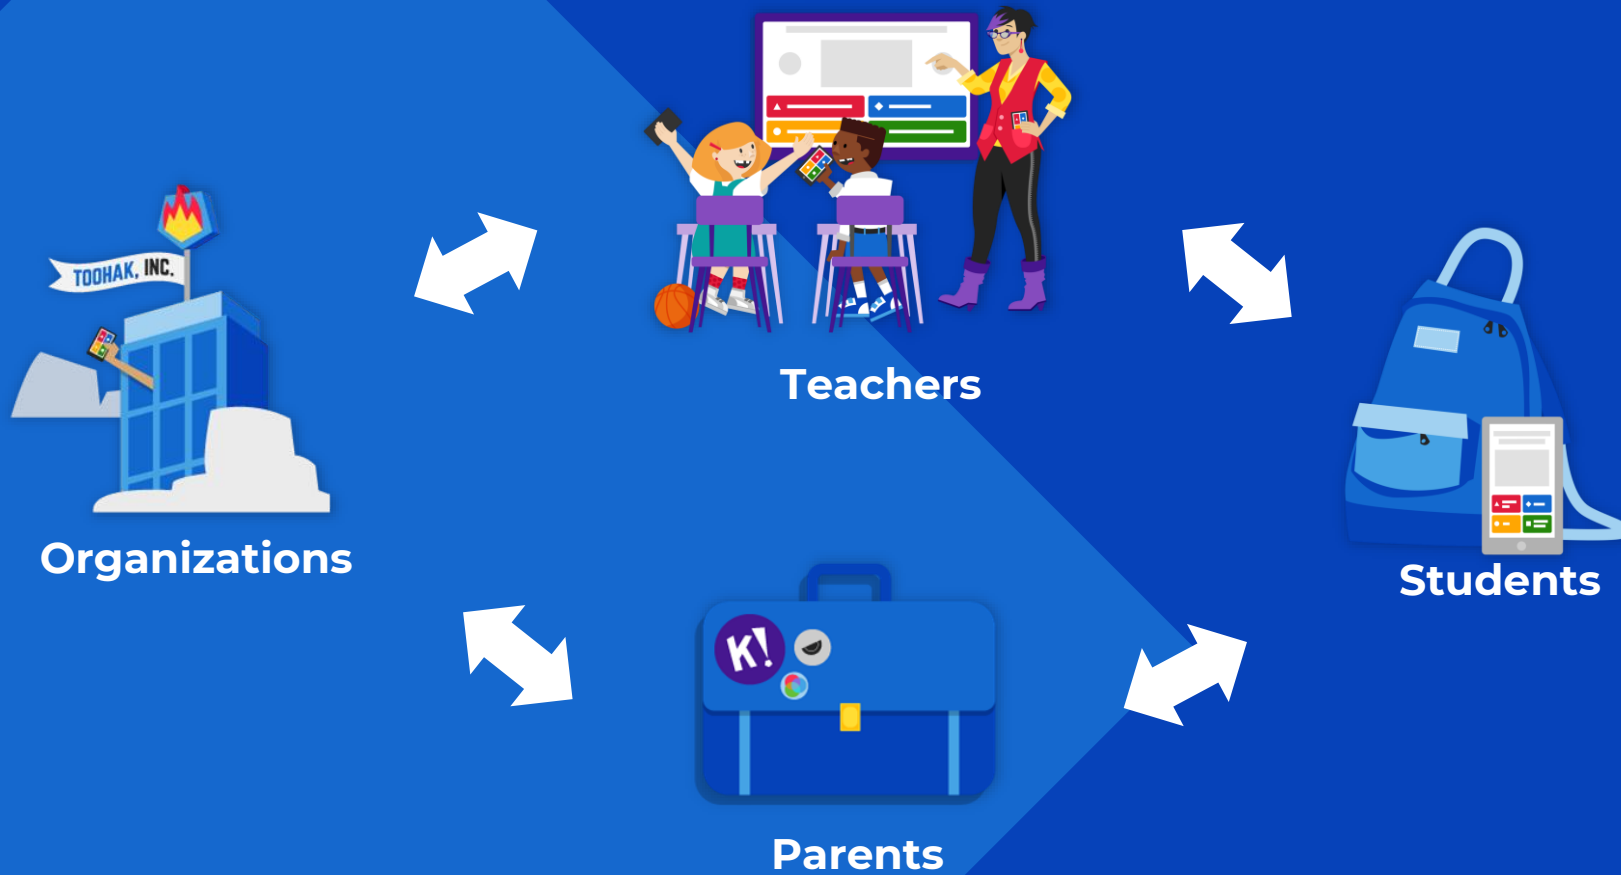 TOOHAK, INC.
Teachers
Organizations
Students
K!
Parents